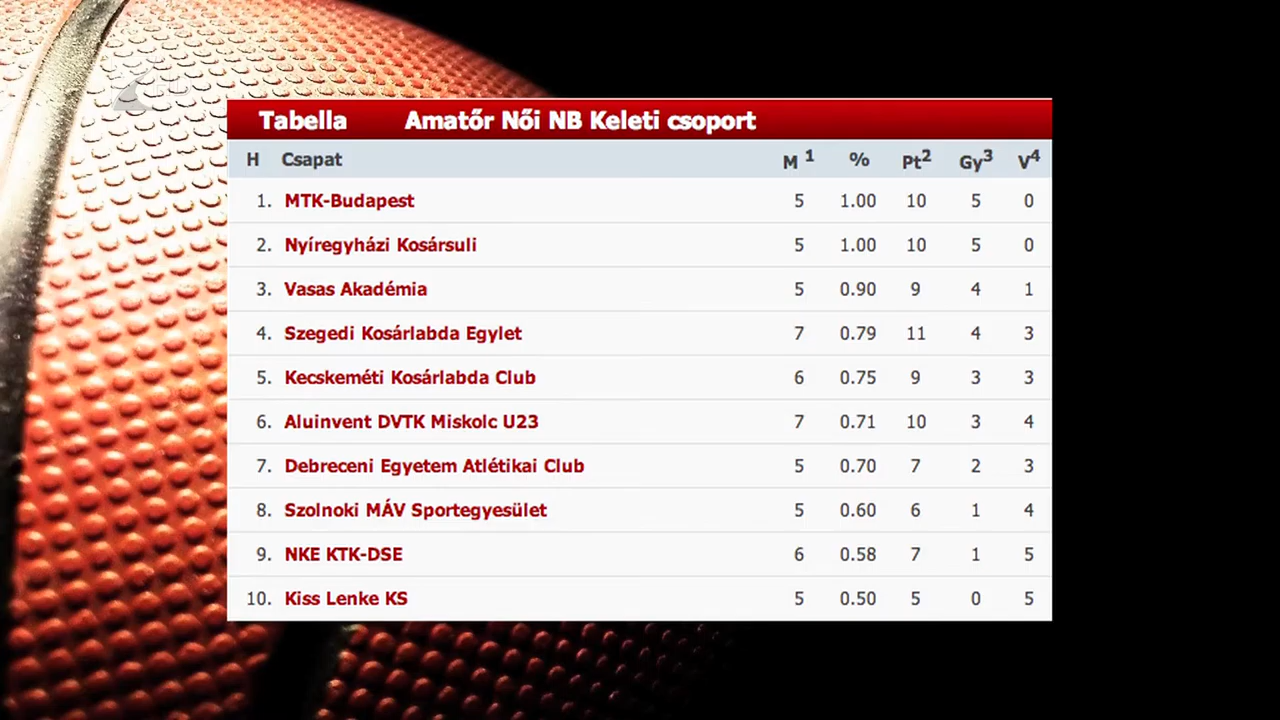 Tabella Amatőr Női NB Keleti csoport
H Csapat M 1 % Pt2 Gy3 V4
1. MTK-Budapest 5 1.00 10 5 0
2. Nyíregyházi Kosársuli 5 1.00 10 5 0
3. Vasas Akadémia 5 0.90 9 4 1
4. Szegedi Kosárlabda Egylet 7 0.79 11 4 3
5. Kecskeméti Kosárlabda Club 6 0.75 9 3 3
6. Aluinvent DVTK Miskolc U23 7 0.71 10 3 4
7. Debreceni Egyetem Atlétikai Club 5 0.70 7 2 3
8. Szolnoki MÁV Sportegyesület 5 0.60 6 1 4
9. NKE KTK-DSE 6 0.58 7 1 5
10. Kiss Lenke KS 5 0.50 5 0 5